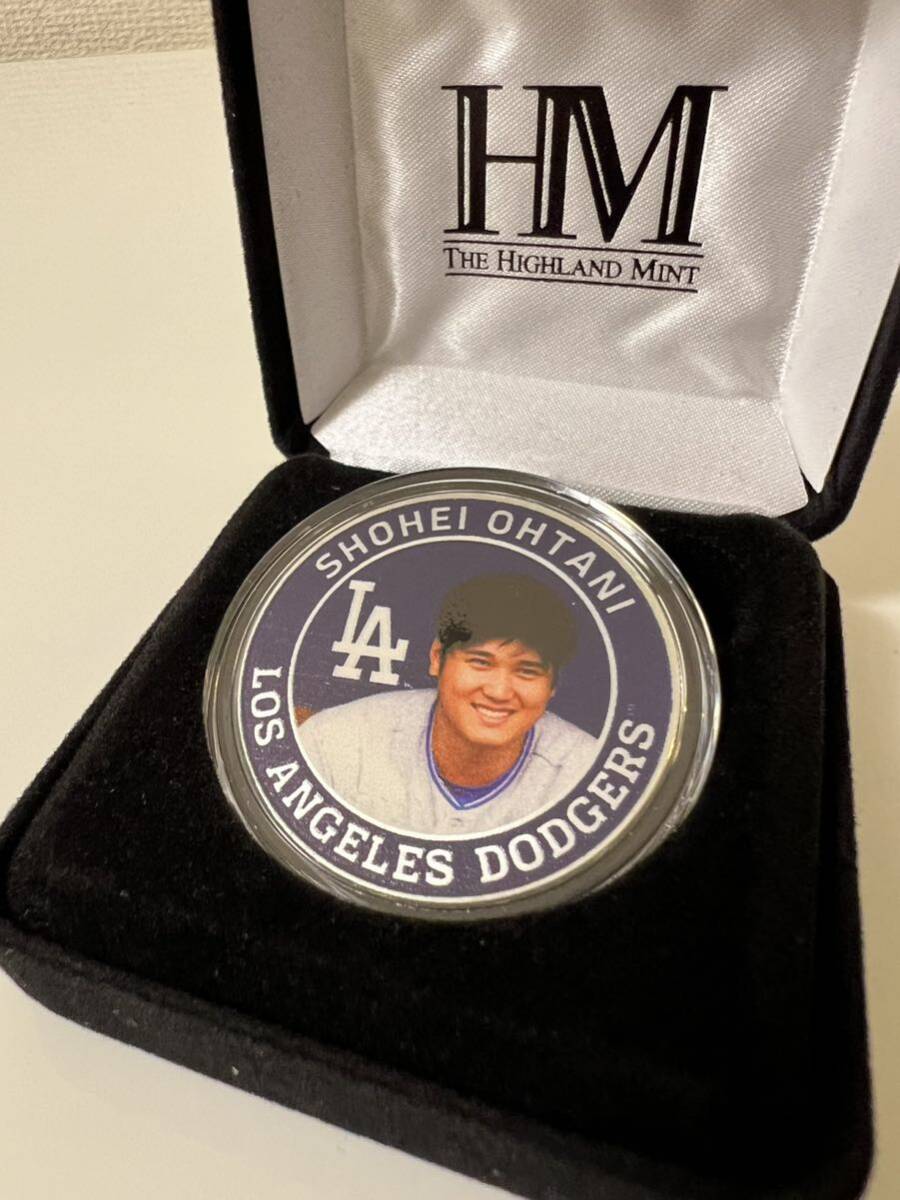 HM
THE HIGHLAND MINT
SHOHEI OHTANI
LA
LOS ANGELES DODGERS